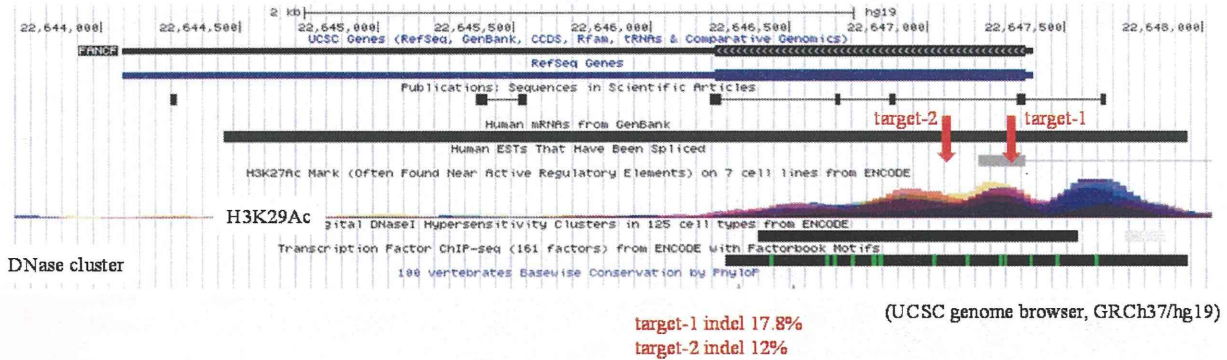 2 kb hg19
22,644,000 22,644,500 22,645,000 22,645,500 22,646,000 22,646,500 22,647,000 22,647,500 22,648,000
UCSC Genes (RefSeq, GenBank, CCDS, Rfam, tRNAs & Comparative Genomics)
FANCF
RefSeq Genes
Publications: Sequences in Scientific Articles
target-2 target-1
Human mRNAs from GenBank
Human ESTs That Have Been Spliced
H3K27Ac Mark (Often Found Near Active Regulatory Elements) on 7 cell lines from ENCODE
H3K29Ac
gital DNaseI Hypersensitivity Clusters in 125 cell types from ENCODE
Transcription Factor ChIP-seq (161 factors) from ENCODE with Factorbook Motifs
DNase cluster
100 vertebrates Basewise Conservation by PhyloP
(UCSC genome browser, GRCh37/hg19)
target-1 indel 17.8%
target-2 indel 12%